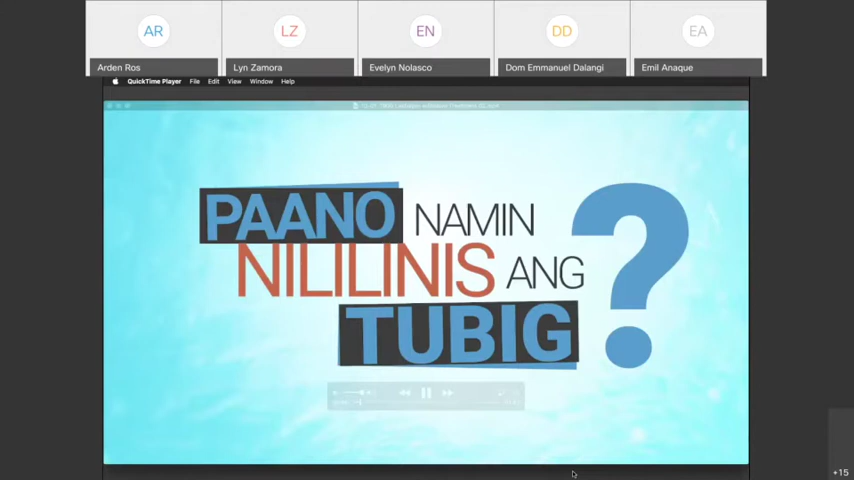 AR
LZ
EN
DD
EA
Arden Ros
Lyn Zamora
Evelyn Nolasco
Dom Emmanuel Dalangi
Emil Anaque
QuickTime Player File Edit View Window Help
PAANO NAMIN
NILILINIS ANG
TUBIG ?
+15